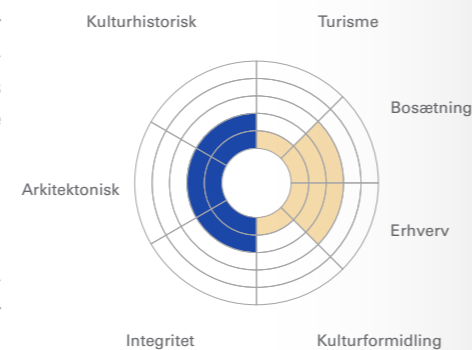 Kulturhistorisk
Turisme
Bosætning
Arkitektonisk
Erhverv
Integritet
Kulturformidling